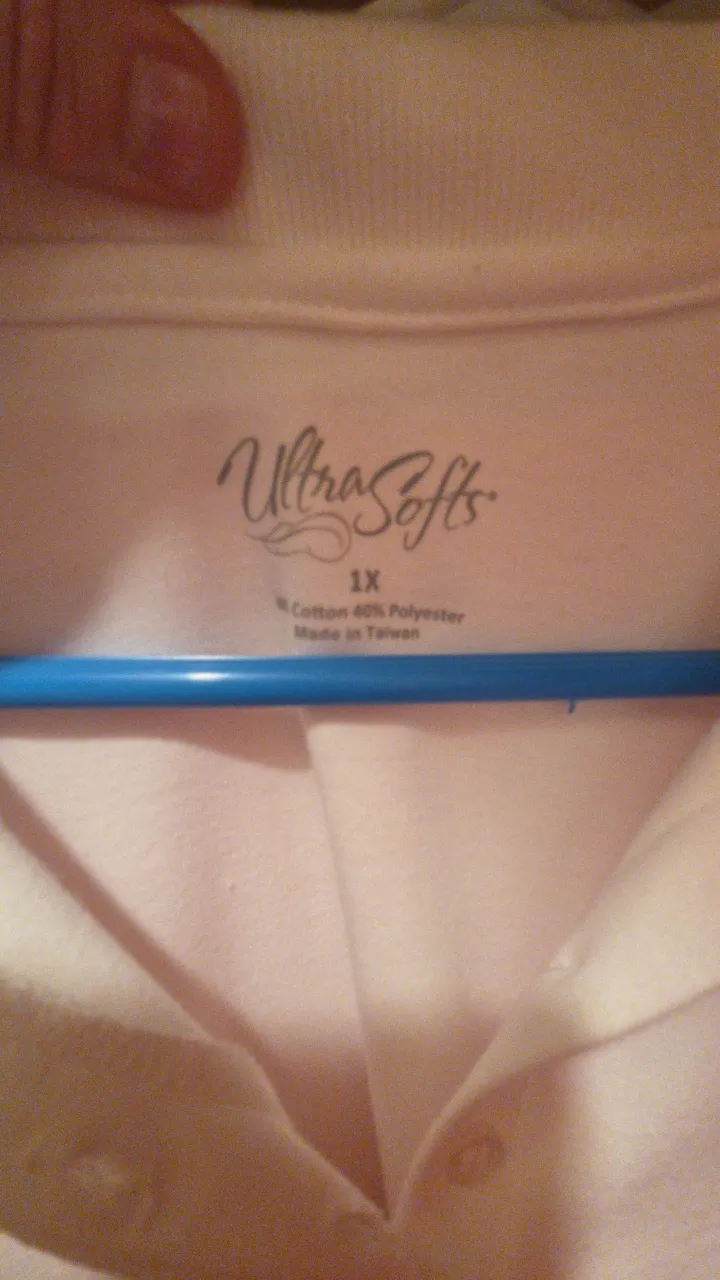 UltraSofts
1X
Cotton 40% Polyester
Made in Taiwan